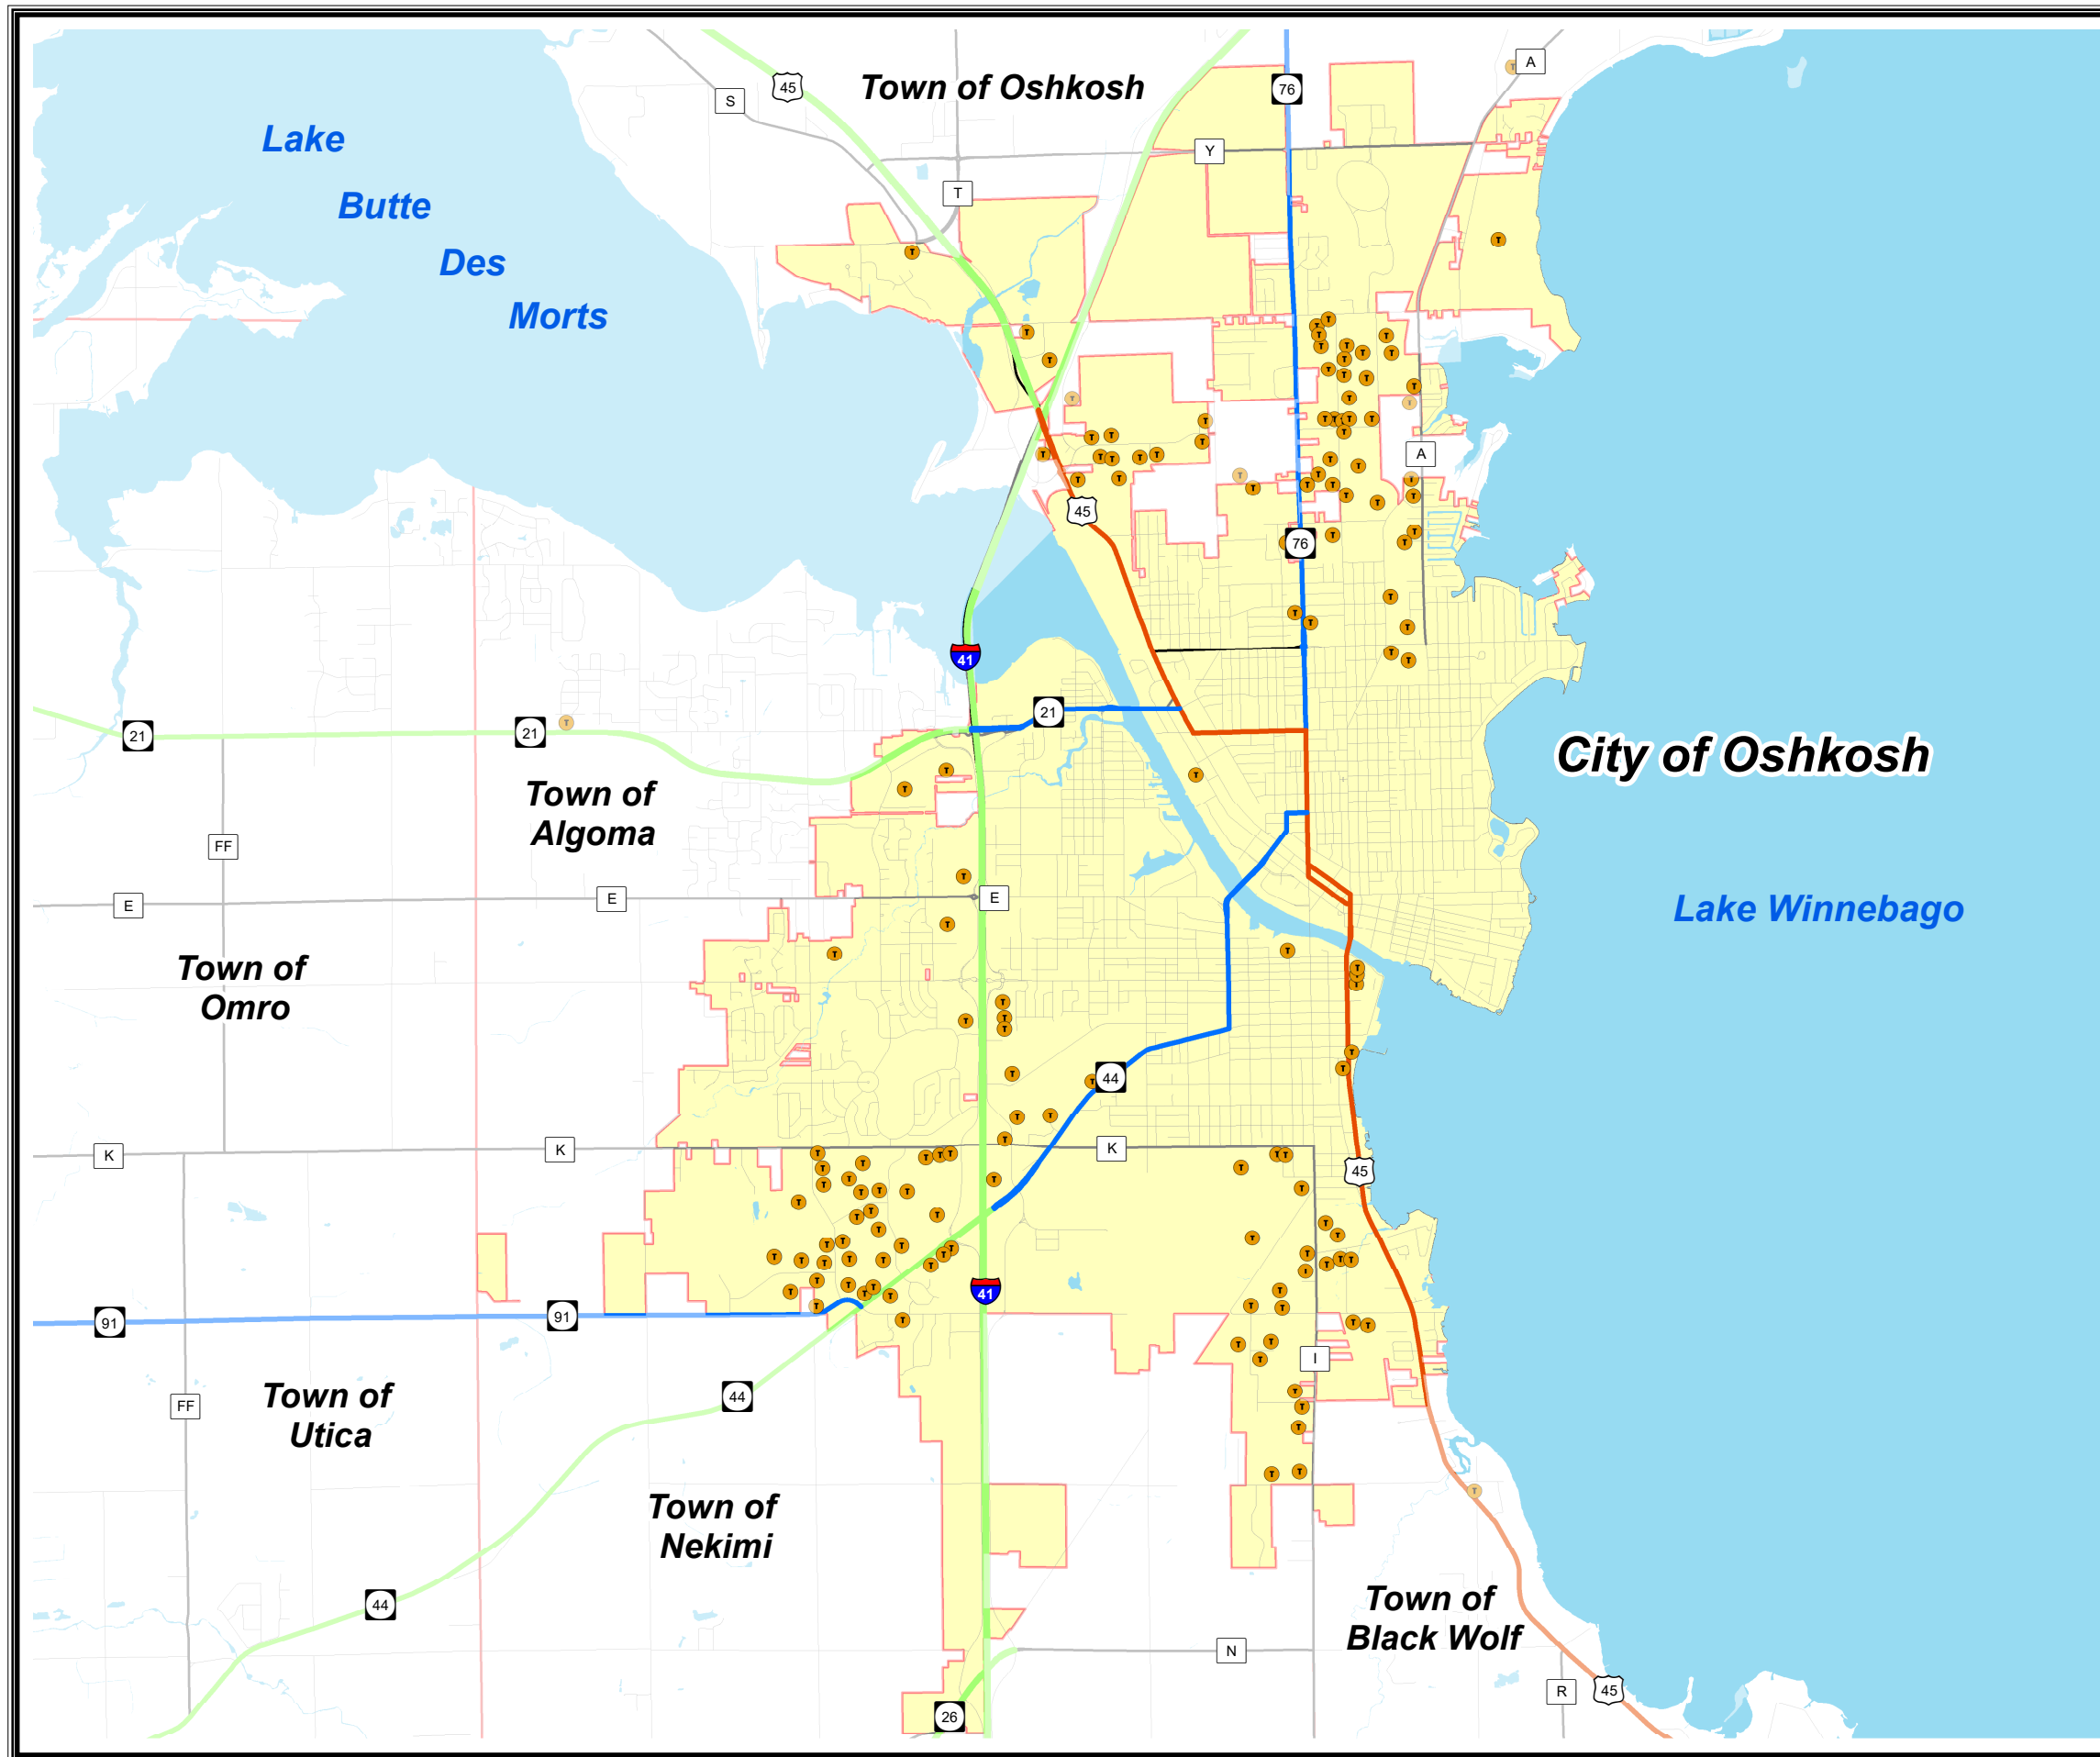 A
45
76
Town of Oshkosh
S
Lake
Y
T
Butte
Des
Morts
A
45
76
41
21
21
21
City of Oshkosh
Town of
Algoma
FF
E
E
E
Lake Winnebago
Town of
Omro
44
K
K
K
45
41
91
91
I
Town of
Utica
44
FF
Town of
Nekimi
44
Town of
Black Wolf
N
R
45
26